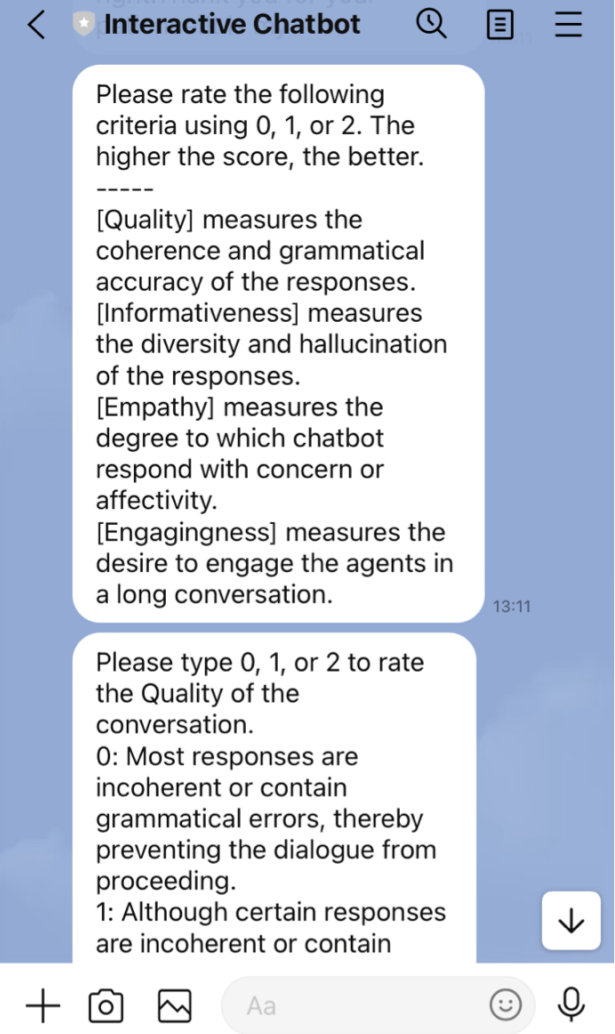 Interactive Chatbot
Please rate the following
criteria using 0, 1, or 2. The
higher the score, the better.
-----
[Quality] measures the
coherence and grammatical
accuracy of the responses.
[Informativeness] measures
the diversity and hallucination
of the responses.
[Empathy] measures the
degree to which chatbot
respond with concern or
affectivity.
[Engagingness] measures the
desire to engage the agents in
a long conversation.
13:11
Please type 0, 1, or 2 to rate
the Quality of the
conversation.
0: Most responses are
incoherent or contain
grammatical errors, thereby
preventing the dialogue from
proceeding.
1: Although certain responses
are incoherent or contain
Aa